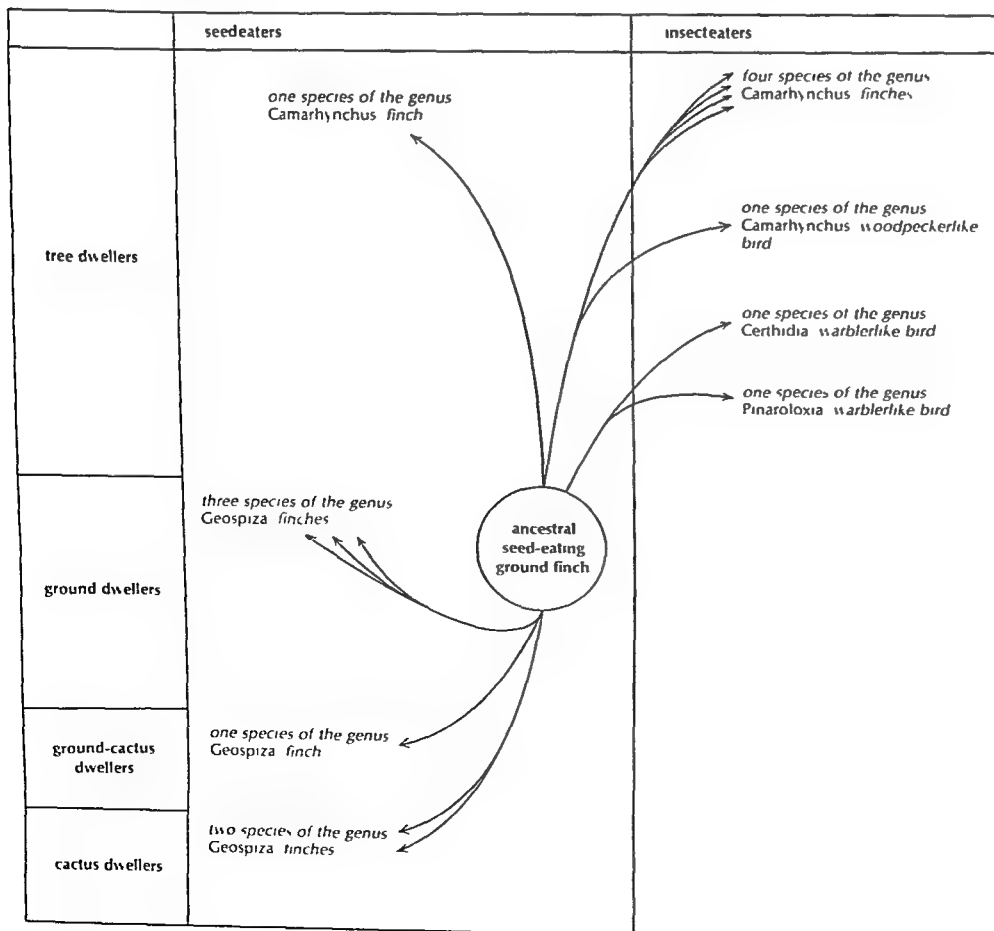 seedeaters
insecteaters
tree dwellers
one species of the genus
Camarhynchus finch
four species of the genus
Camarhynchus finches
one species of the genus
Camarhynchus woodpeckerlike
bird
one species of the genus
Certhidia warblerlike bird
one species of the genus
Pinaroloxia warblerlike bird
ground dwellers
three species of the genus
Geospiza finches
ancestral
seed-eating
ground finch
ground-cactus
dwellers
one species of the genus
Geospiza finch
cactus dwellers
two species of the genus
Geospiza finches